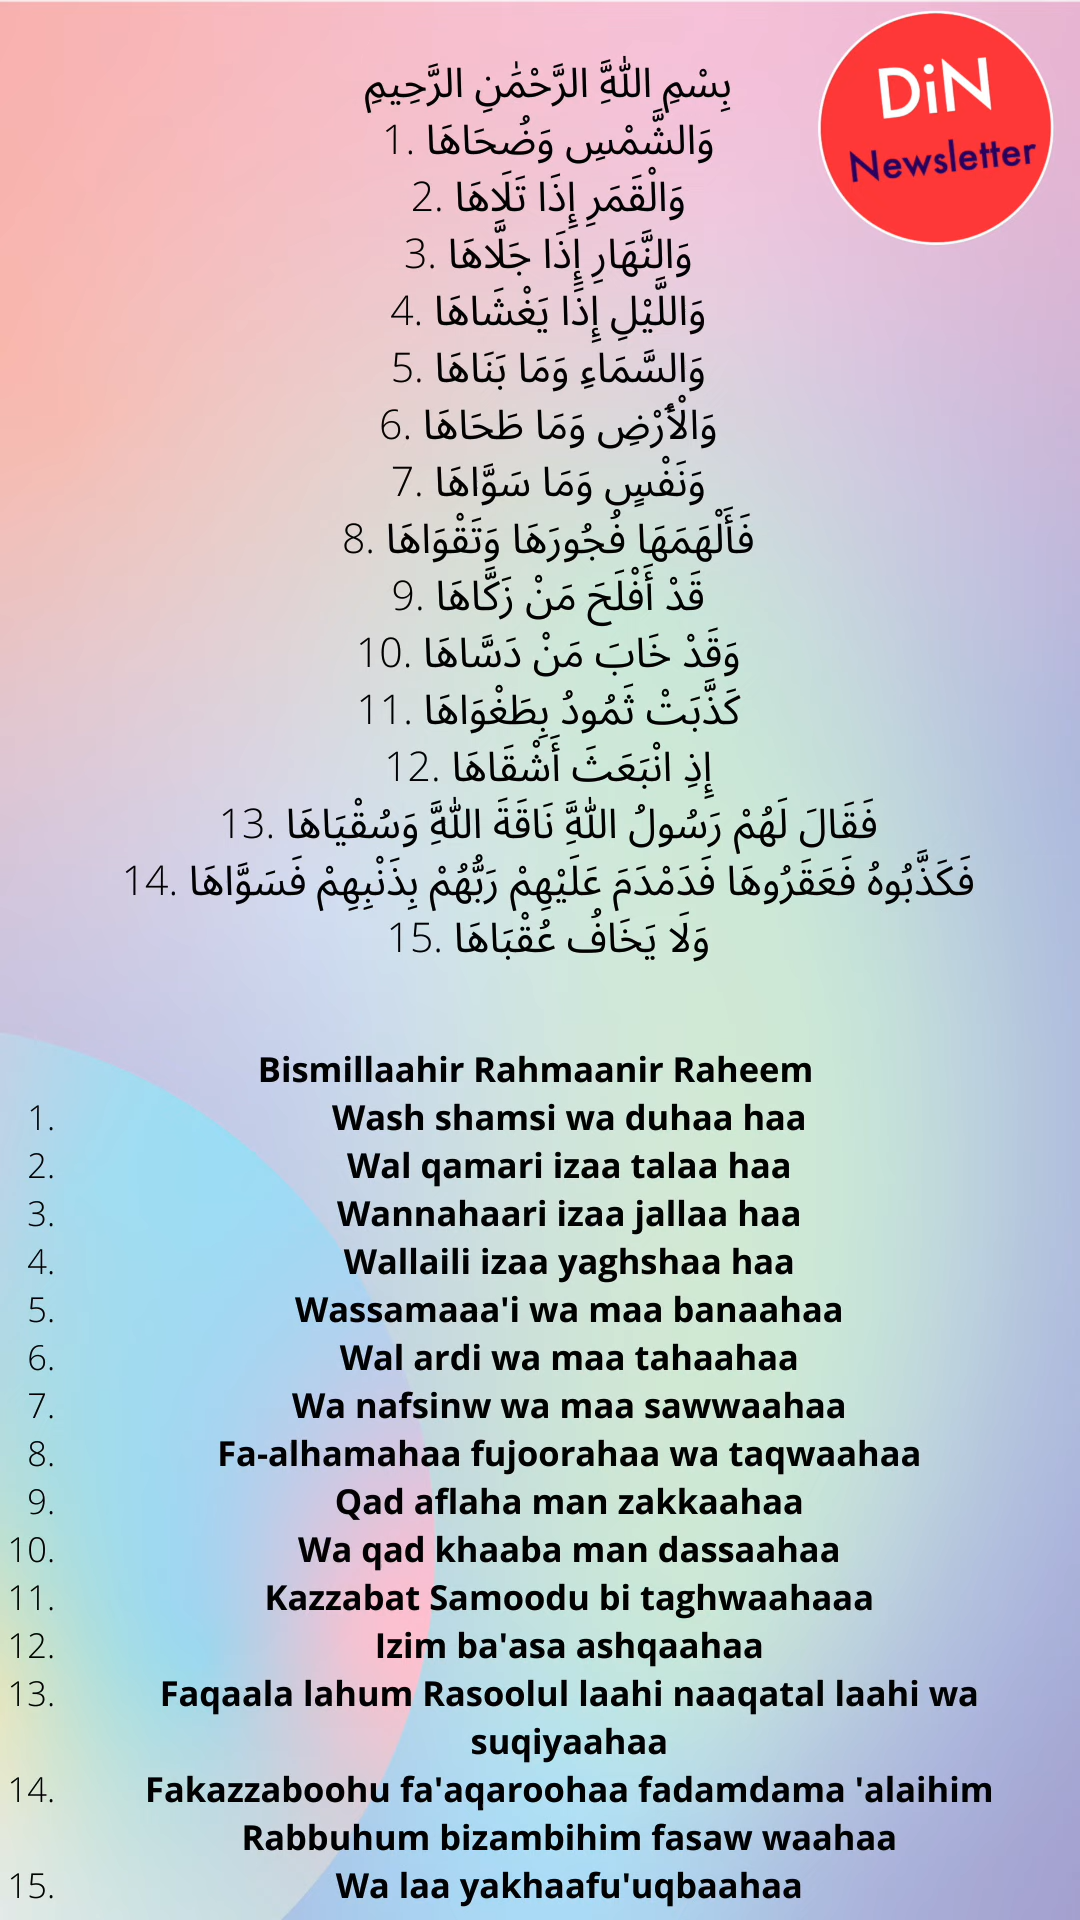 DiN
Newsletter
بِسْمِ اللَّهِ الرَّحْمَٰنِ الرَّحِيمِ
1. وَالشَّمْسِ وَضُحَاهَا
2. وَالْقَمَرِ إِذَا تَلَاهَا
3. وَالنَّهَارِ إِذَا جَلَّاهَا
4. وَاللَّيْلِ إِذَا يَغْشَاهَا
5. وَالسَّمَاءِ وَمَا بَنَاهَا
6. وَالْأَرْضِ وَمَا طَحَاهَا
7. وَنَفْسٍ وَمَا سَوَّاهَا
8. فَأَلْهَمَهَا فُجُورَهَا وَتَقْوَاهَا
9. قَدْ أَفْلَحَ مَنْ زَكَّاهَا
10. وَقَدْ خَابَ مَنْ دَسَّاهَا
11. كَذَّبَتْ ثَمُودُ بِطَغْوَاهَا
12. إِذِ انْبَعَثَ أَشْقَاهَا
13. فَقَالَ لَهُمْ رَسُولُ اللَّهِ نَاقَةَ اللَّهِ وَسُقْيَاهَا
14. فَكَذَّبُوهُ فَعَقَرُوهَا فَدَمْدَمَ عَلَيْهِمْ رَبُّهُمْ بِذَنْبِهِمْ فَسَوَّاهَا
15. وَلَا يَخَافُ عُقْبَاهَا
Bismillaahir Rahmaanir Raheem
1. Wash shamsi wa duhaa haa
2. Wal qamari izaa talaa haa
3. Wannahaari izaa jallaa haa
4. Wallaili izaa yaghshaa haa
5. Wassamaaa'i wa maa banaahaa
6. Wal ardi wa maa tahaahaa
7. Wa nafsinw wa maa sawwaahaa
8. Fa-alhamahaa fujoorahaa wa taqwaahaa
9. Qad aflaha man zakkaahaa
10. Wa qad khaaba man dassaahaa
11. Kazzabat Samoodu bi taghwaahaaa
12. Izim ba'asa ashqaahaa
13. Faqaala lahum Rasoolul laahi naaqatal laahi wa
suqiyaahaa
14. Fakazzaboohu fa'aqaroohaa fadamdama 'alaihim
Rabbuhum bizambihim fasaw waahaa
15. Wa laa yakhaafu'uqbaahaa